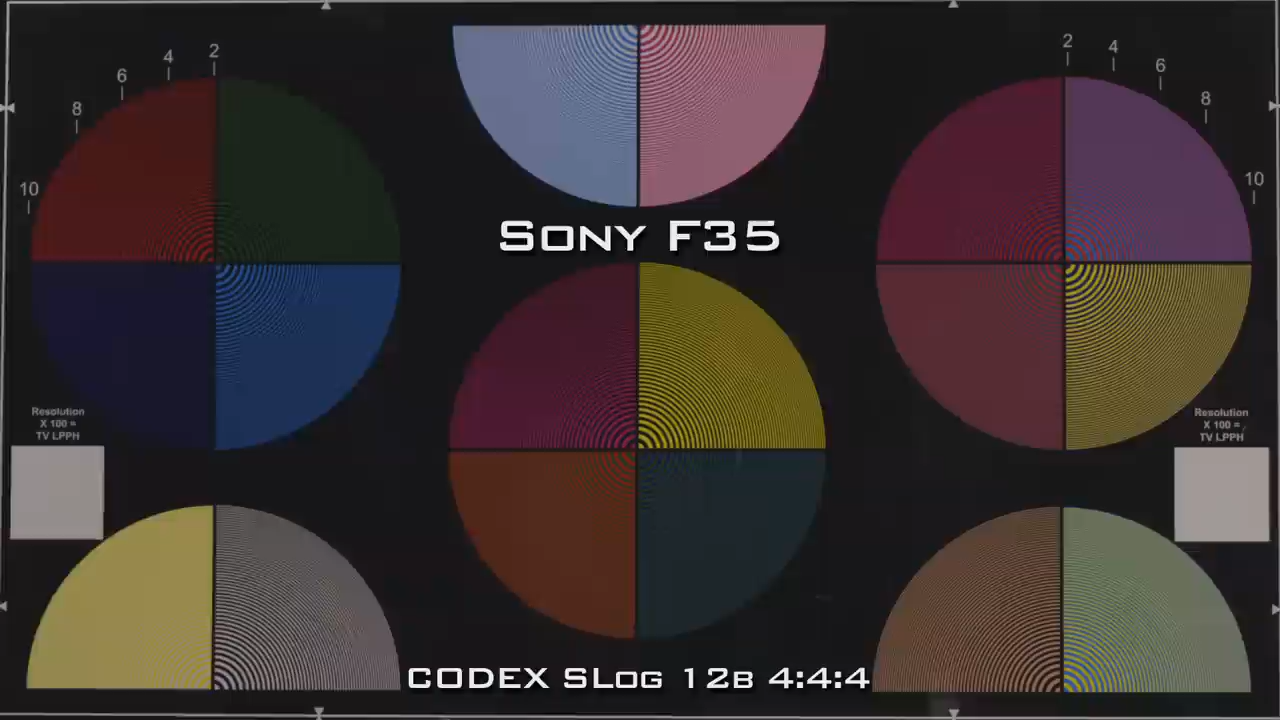 2
4
6
8
10
2
4
6
8
10
Sony F35
Resolution
X 100 =
TV LPPH
Resolution
X 100 =
TV LPPH
CODEX SLog 12b 4:4:4